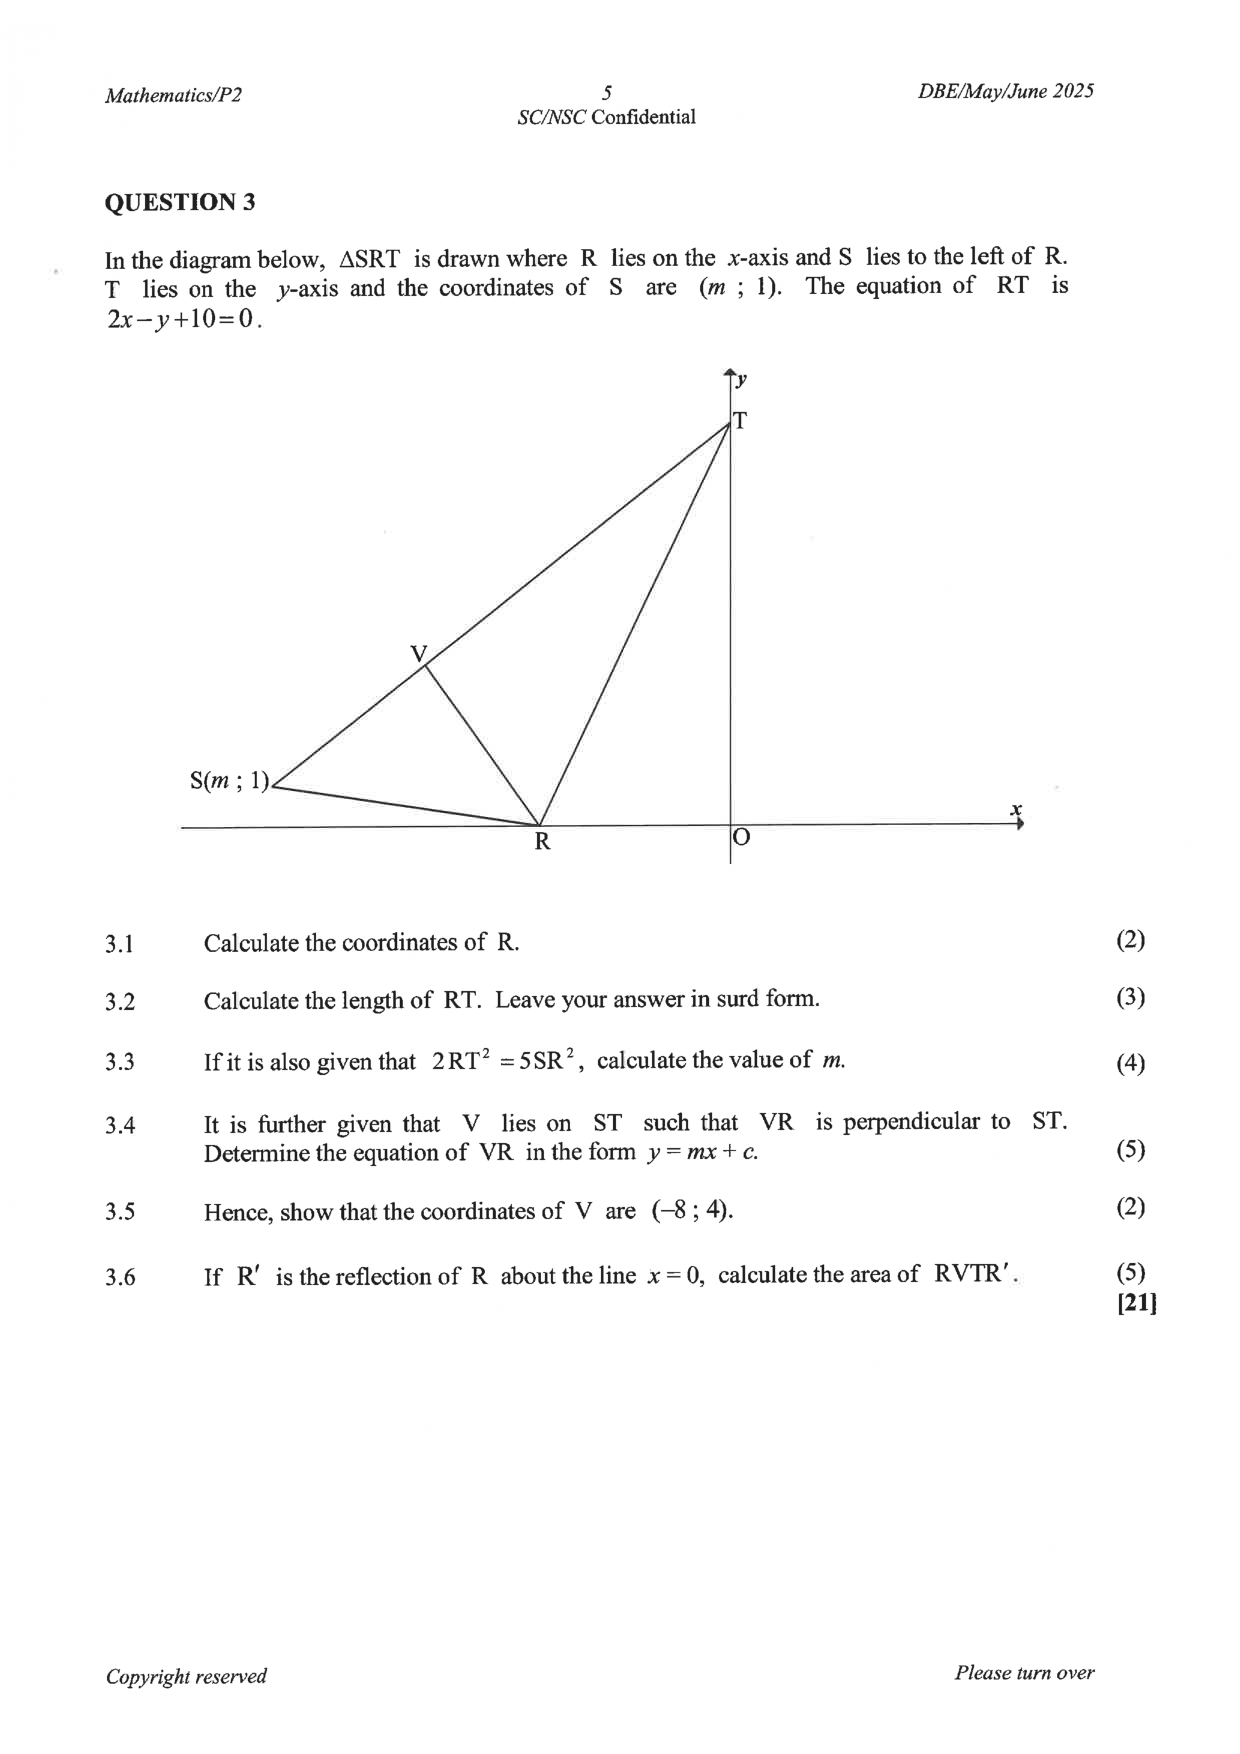 Mathematics/P2 5 DBE/May/June 2025
SC/NSC Confidential
QUESTION 3
In the diagram below, ΔSRT is drawn where R lies on the x-axis and S lies to the left of R.
T lies on the y-axis and the coordinates of S are (m ; 1). The equation of RT is
2x−y+10=0.
y
T
V
S(m ; 1)
x
R
O
3.1 Calculate the coordinates of R. (2)
3.2 Calculate the length of RT. Leave your answer in surd form. (3)
3.3 If it is also given that 2RT² = 5SR², calculate the value of m. (4)
3.4 It is further given that V lies on ST such that VR is perpendicular to ST.
Determine the equation of VR in the form y = mx + c. (5)
3.5 Hence, show that the coordinates of V are (–8 ; 4). (2)
3.6 If R′ is the reflection of R about the line x = 0, calculate the area of RVTR′. (5)
[21]
Copyright reserved Please turn over